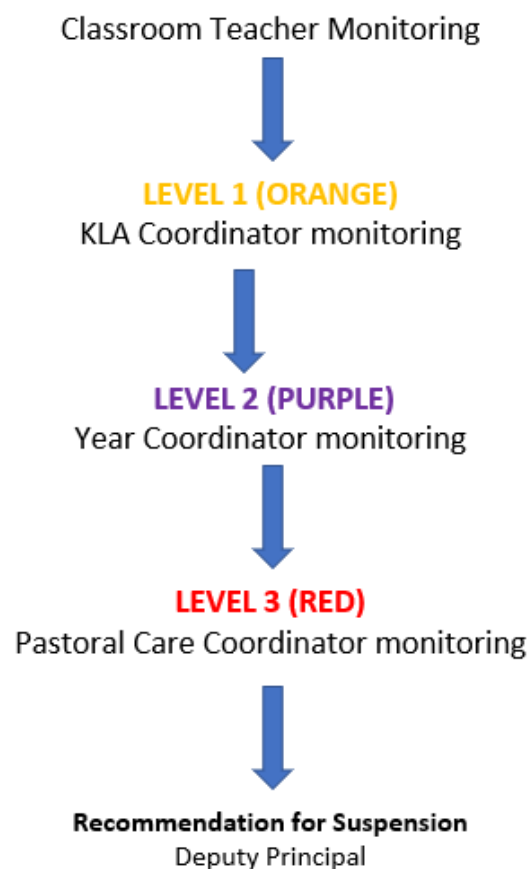 Classroom Teacher Monitoring
LEVEL 1 (ORANGE)
KLA Coordinator monitoring
LEVEL 2 (PURPLE)
Year Coordinator monitoring
LEVEL 3 (RED)
Pastoral Care Coordinator monitoring
Recommendation for Suspension
Deputy Principal